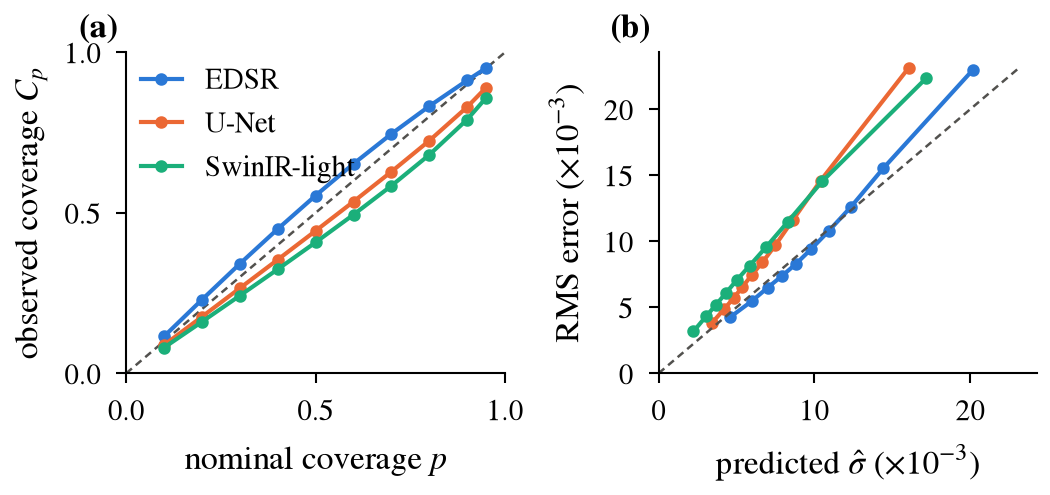 (a)
observed coverage Cₚ
1.0
0.5
0.0
EDSR
U-Net
SwinIR-light
0.0 0.5 1.0
nominal coverage p
(b)
RMS error (×10⁻³)
20
15
10
5
0
0 10 20
predicted σ̂ (×10⁻³)